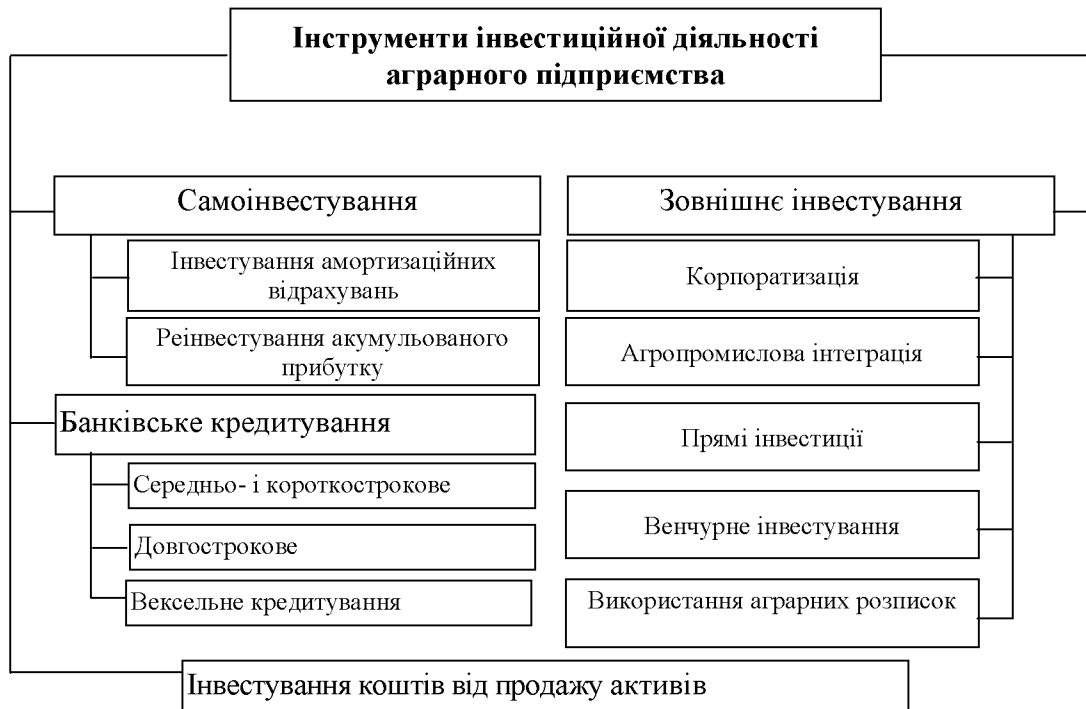 Інструменти інвестиційної діяльності
аграрного підприємства
Самоінвестування
Інвестування амортизаційних
відрахувань
Реінвестування акумульованого
прибутку
Банківське кредитування
Середньо- і короткострокове
Довгострокове
Вексельне кредитування
Зовнішнє інвестування
Корпоратизація
Агропромислова інтеграція
Прямі інвестиції
Венчурне інвестування
Використання аграрних розписок
Інвестування коштів від продажу активів